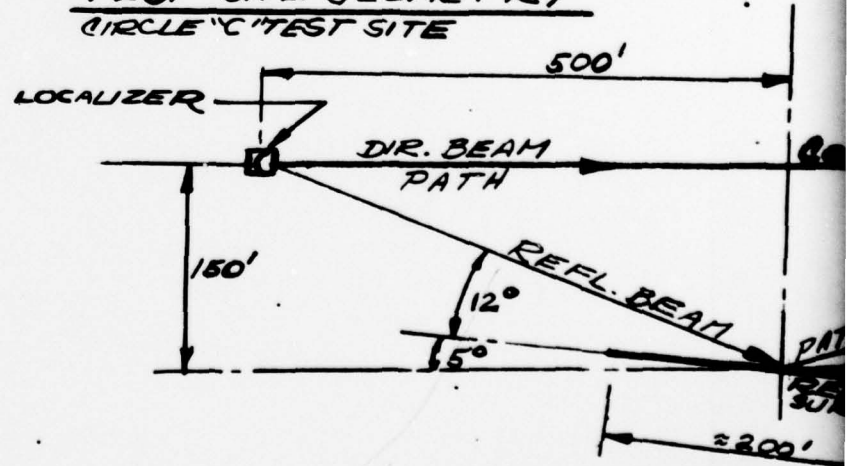 CIRCLE "C" TEST SITE
500'
LOCALIZER
DIR. BEAM
PATH
150'
REFL. BEAM
12°
5°
≈200'